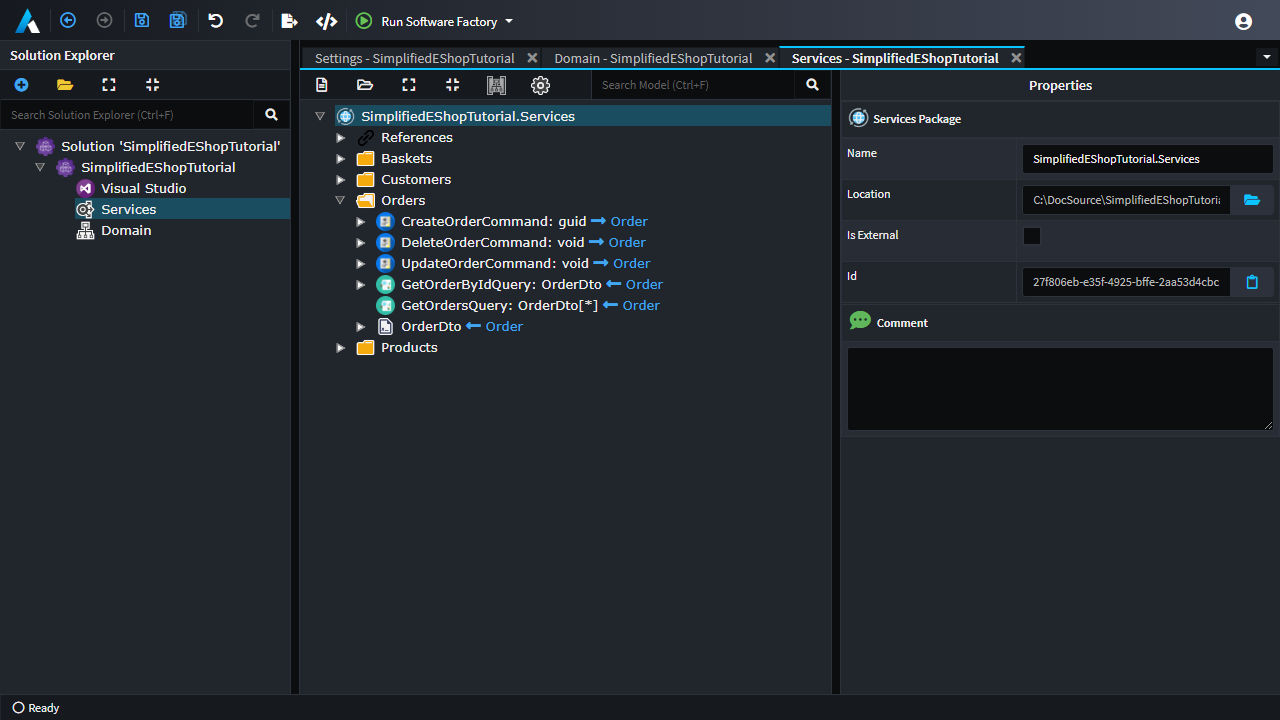 Run Software Factory
Solution Explorer
Search Solution Explorer (Ctrl+F)
Solution 'SimplifiedEShopTutorial'
SimplifiedEShopTutorial
Visual Studio
Services
Domain
Settings - SimplifiedEShopTutorial
Domain - SimplifiedEShopTutorial
Services - SimplifiedEShopTutorial
Search Model (Ctrl+F)
SimplifiedEShopTutorial.Services
References
Baskets
Customers
Orders
CreateOrderCommand: guid → Order
DeleteOrderCommand: void → Order
UpdateOrderCommand: void → Order
GetOrderByIdQuery: OrderDto ← Order
GetOrdersQuery: OrderDto[*] ← Order
OrderDto ← Order
Products
Properties
Services Package
Name
SimplifiedEShopTutorial.Services
Location
C:\DocSource\SimplifiedEShopTutoria
Is External
Id
27f806eb-e35f-4925-bffe-2aa53d4cbc
Comment
Ready